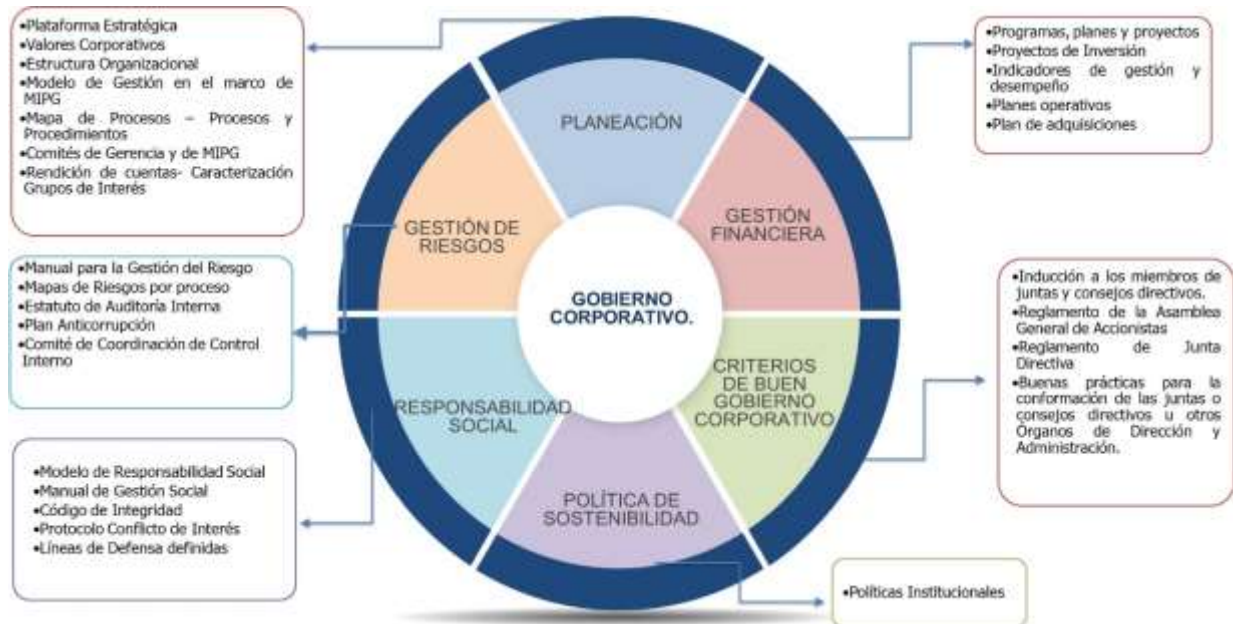 •Plataforma Estratégica
•Valores Corporativos
•Estructura Organizacional
•Modelo de Gestión en el marco de
MIPG
•Mapa de Procesos – Procesos y
Procedimientos
•Comités de Gerencia y de MIPG
•Rendición de cuentas- Caracterización
Grupos de Interés
•Manual para la Gestión del Riesgo
•Mapas de Riesgos por proceso
•Estatuto de Auditoría Interna
•Plan Anticorrupción
•Comité de Coordinación de Control
Interno
•Modelo de Responsabilidad Social
•Manual de Gestión Social
•Código de Integridad
•Protocolo Conflicto de Interés
•Líneas de Defensa definidas
PLANEACIÓN
GESTIÓN DE
RIESGOS
GESTIÓN
FINANCIERA
GOBIERNO
CORPORATIVO.
RESPONSABILIDAD
SOCIAL
CRITERIOS
DE BUEN
GOBIERNO
CORPORATIVO
POLÍTICA DE
SOSTENIBILIDAD
•Programas, planes y proyectos
•Proyectos de Inversión
•Indicadores de gestión y
desempeño
•Planes operativos
•Plan de adquisiciones
•Inducción a los miembros de
juntas y consejos directivos.
•Reglamento de la Asamblea
General de Accionistas
•Reglamento de Junta
Directiva
•Buenas prácticas para la
conformación de las juntas o
consejos directivos u otros
Órganos de Dirección y
Administración.
•Políticas Institucionales